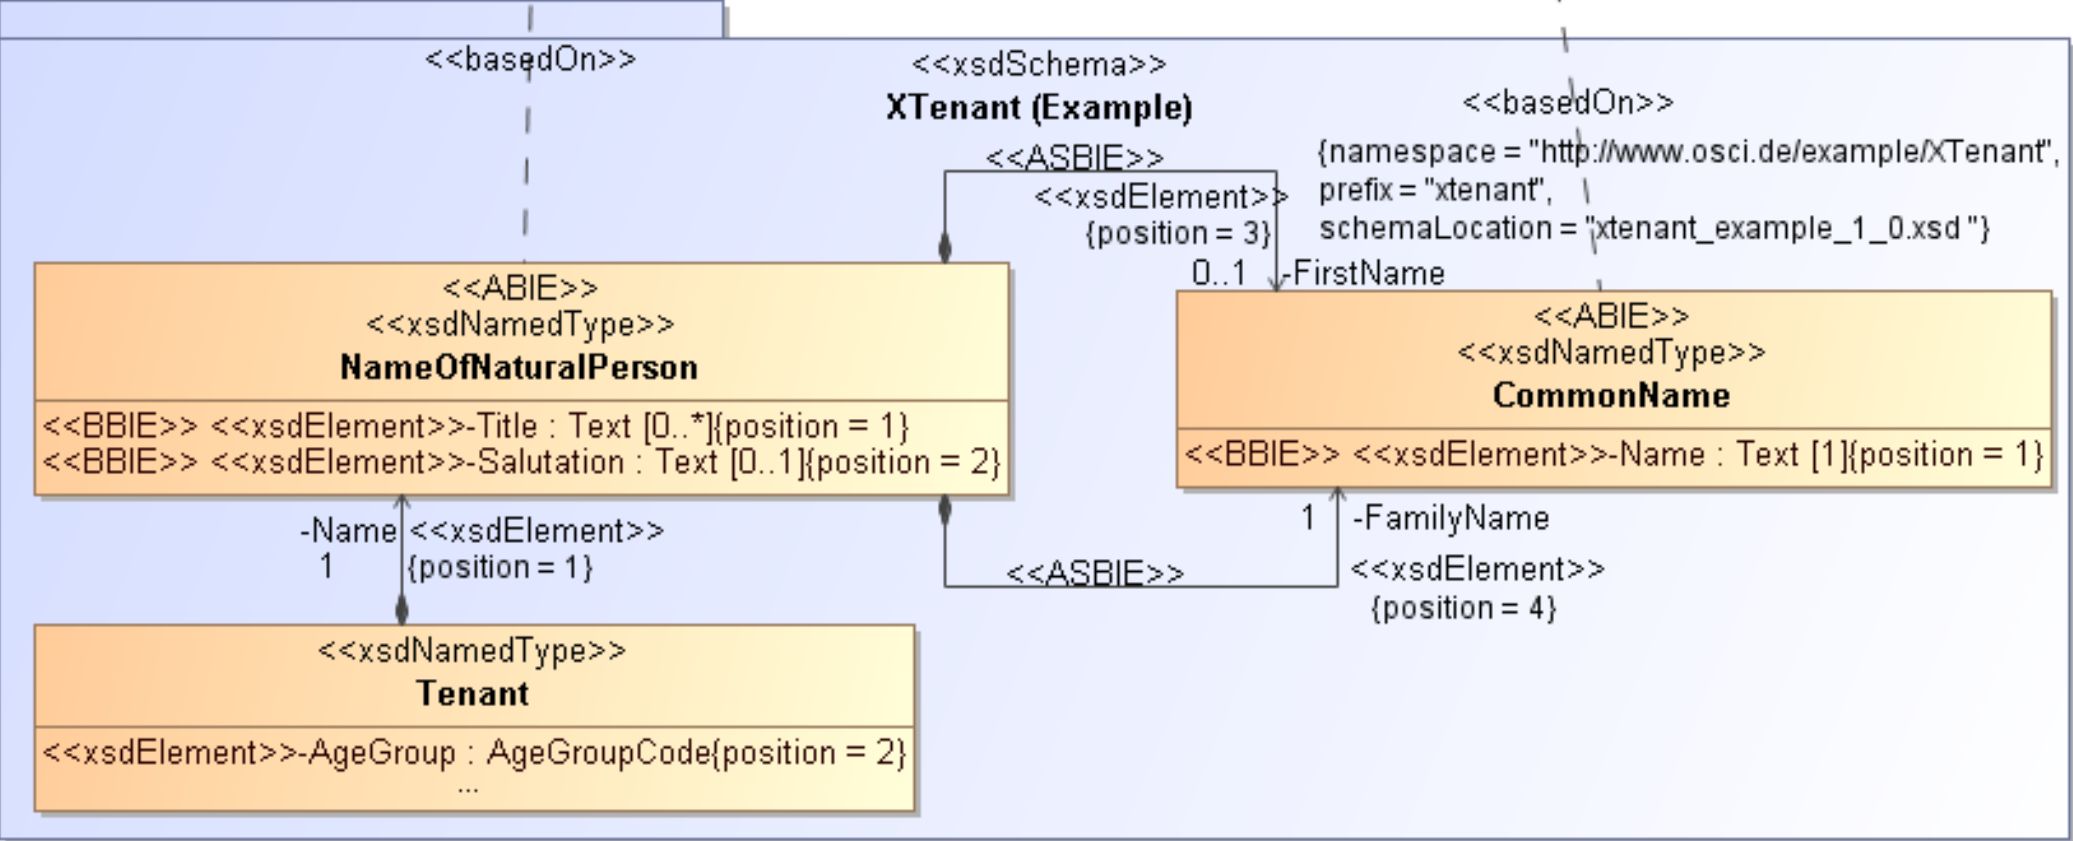 <<basedOn>>
<<xsdSchema>>
XTenant (Example)
<<basedOn>>
{namespace = "http://www.osci.de/example/XTenant",
prefix = "xtenant",
schemaLocation = "xtenant_example_1_0.xsd "}
<<ASBIE>>
<<xsdElement>>
{position = 3}
0..1 -FirstName
<<ABIE>>
<<xsdNamedType>>
NameOfNaturalPerson
<<BBIE>> <<xsdElement>>-Title : Text [0..*]{position = 1}
<<BBIE>> <<xsdElement>>-Salutation : Text [0..1]{position = 2}
<<ABIE>>
<<xsdNamedType>>
CommonName
<<BBIE>> <<xsdElement>>-Name : Text [1]{position = 1}
-Name <<xsdElement>>
1 {position = 1}
1 -FamilyName
<<ASBIE>>
<<xsdElement>>
{position = 4}
<<xsdNamedType>>
Tenant
<<xsdElement>>-AgeGroup : AgeGroupCode{position = 2}
...